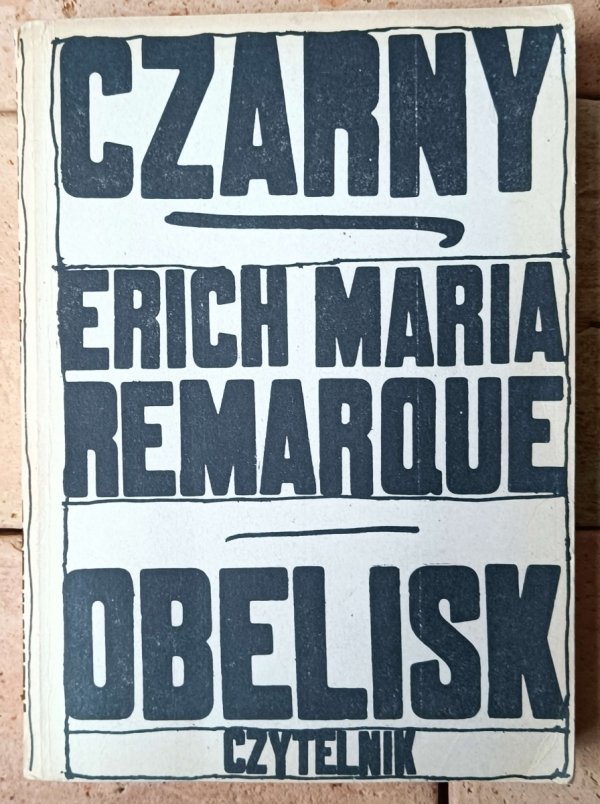 CZARNY
ERICH MARIA
REMARQUE
OBELISK
CZYTELNIK